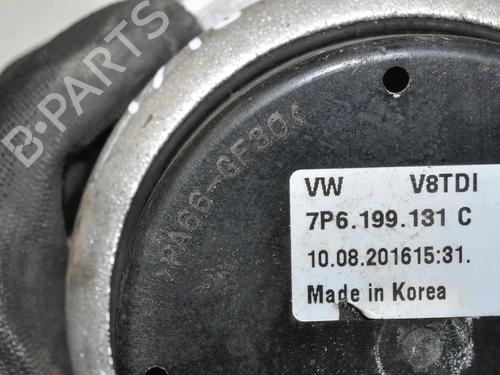 B-PARTS
>PA66-GF30<
VW V8TDI
7P6.199.131 C
10.08.201615:31.
Made in Korea